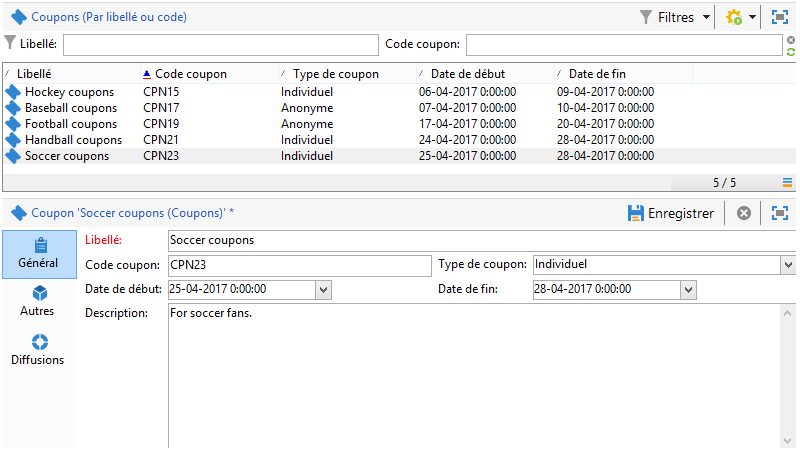 Coupons (Par libellé ou code) Filtres
Libellé: Code coupon:
Libellé Code coupon Type de coupon Date de début Date de fin
Hockey coupons CPN15 Individuel 06-04-2017 0:00:00 09-04-2017 0:00:00
Baseball coupons CPN17 Anonyme 07-04-2017 0:00:00 10-04-2017 0:00:00
Football coupons CPN19 Anonyme 17-04-2017 0:00:00 20-04-2017 0:00:00
Handball coupons CPN21 Individuel 24-04-2017 0:00:00 28-04-2017 0:00:00
Soccer coupons CPN23 Individuel 25-04-2017 0:00:00 28-04-2017 0:00:00
5 / 5
Coupon 'Soccer coupons (Coupons)' * Enregistrer
Général
Autres
Diffusions
Libellé: Soccer coupons
Code coupon: CPN23 Type de coupon: Individuel
Date de début: 25-04-2017 0:00:00 Date de fin: 28-04-2017 0:00:00
Description: For soccer fans.